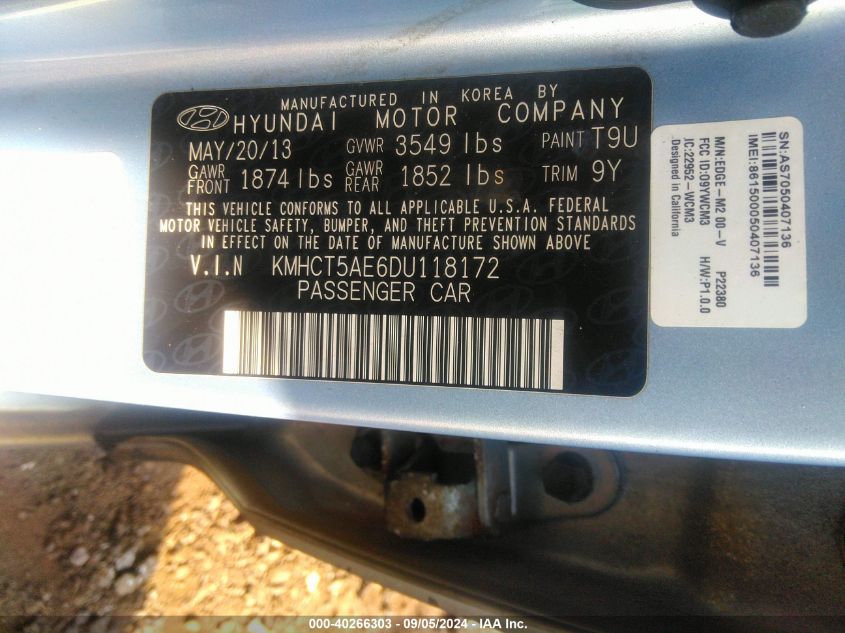 MANUFACTURED IN KOREA BY
HYUNDAI MOTOR COMPANY
MAY/20/13 GVWR 3549 lbs PAINT T9U
GAWR FRONT 1874 lbs GAWR REAR 1852 lbs TRIM 9Y
THIS VEHICLE CONFORMS TO ALL APPLICABLE U.S.A. FEDERAL
MOTOR VEHICLE SAFETY, BUMPER, AND THEFT PREVENTION STANDARDS
IN EFFECT ON THE DATE OF MANUFACTURE SHOWN ABOVE
V.I.N KMHCT5AE6DU118172
PASSENGER CAR
SN:AS7050407136
IMEI:861500050407136
M/N:EDGE-M2 00-V P22380
FCC ID:O9YWCM3 H/W:P1.0.0
IC:22952-WCM3
Designed in California
000-40266303 - 09/05/2024 - IAA Inc.